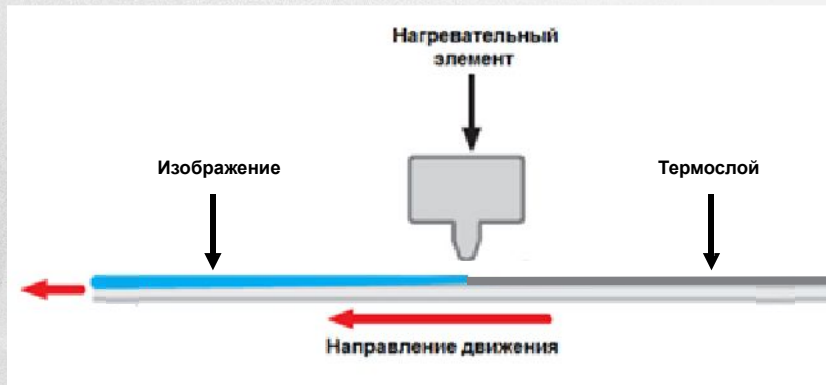 Нагревательный
элемент
Изображение
Термослой
Направление движения